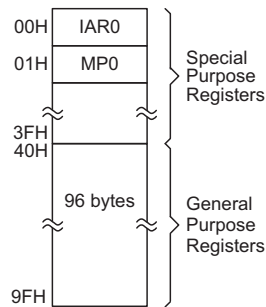 00H IAR0
01H MP0
Special
Purpose
Registers
3FH
40H
96 bytes
General
Purpose
Registers
9FH